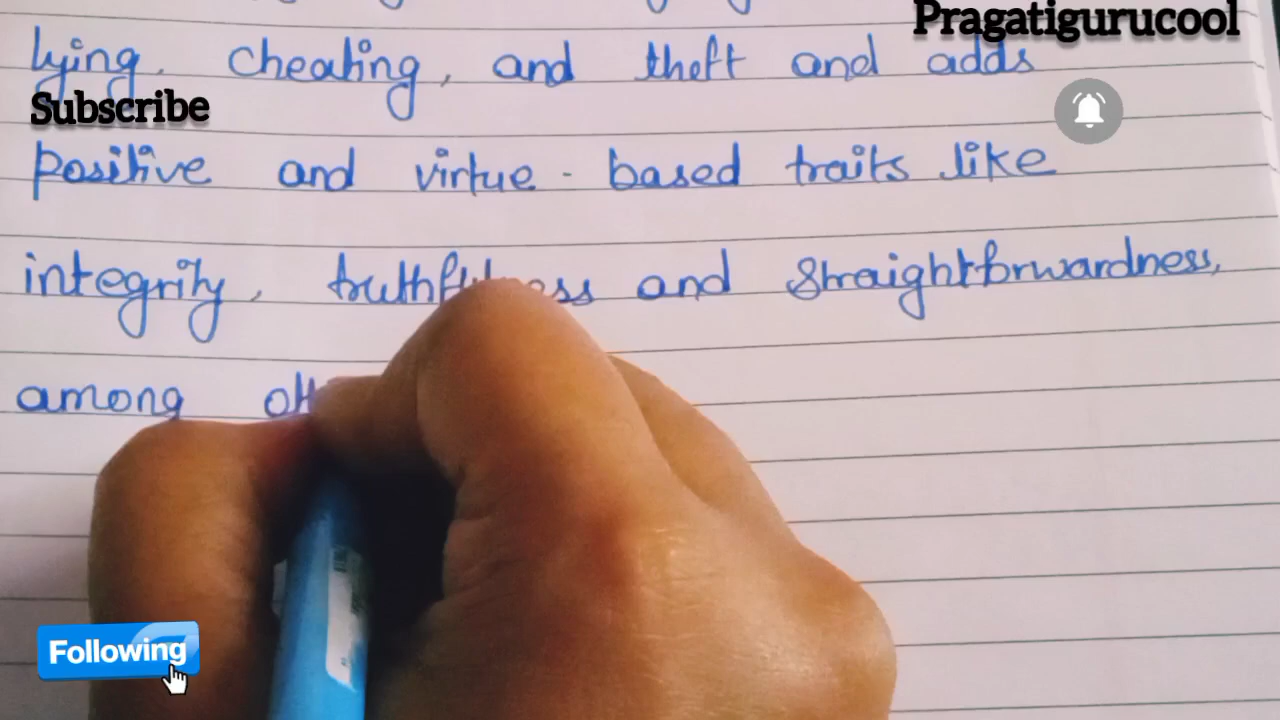 Pragatigurucool
lying, cheating, and theft and adds
Subscribe
positive and virtue-based traits like
integrity, truthfulness and straightforwardness,
among
Following